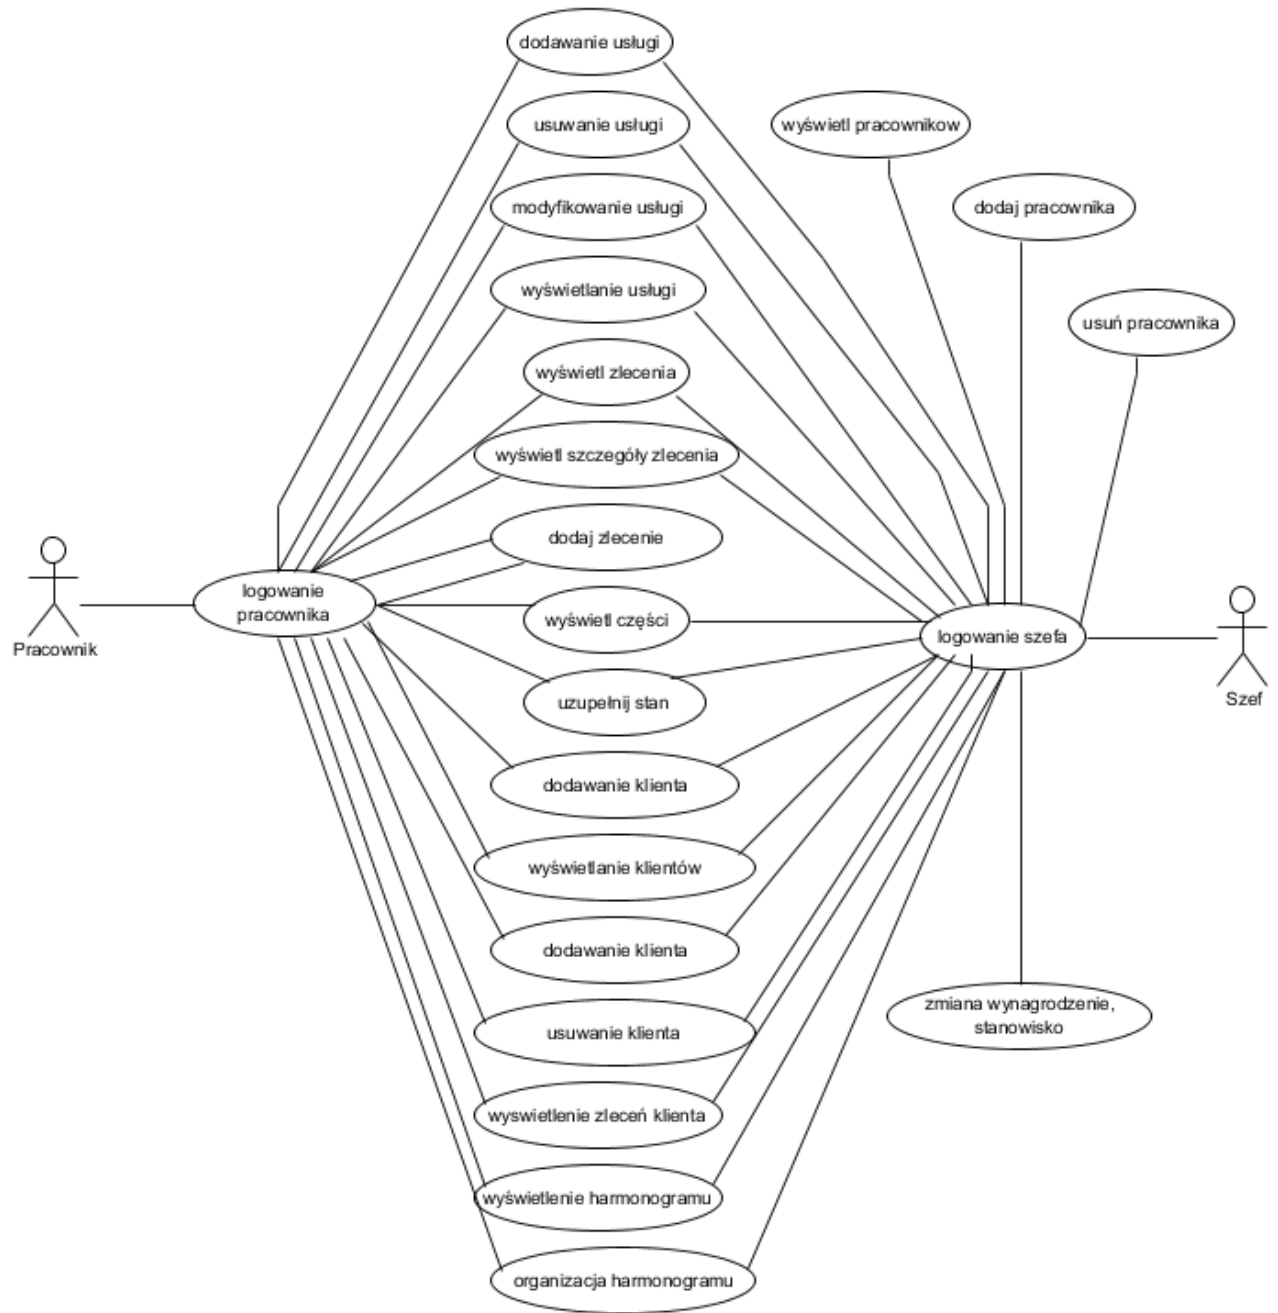 dodawanie usługi
usuwanie usługi
wyświetl pracownikow
modyfikowanie usługi
dodaj pracownika
wyświetlanie usługi
usuń pracownika
wyświetl zlecenia
wyświetl szczegóły zlecenia
dodaj zlecenie
logowanie
pracownika
Pracownik
wyświetl części
logowanie szefa
Szef
uzupełnij stan
dodawanie klienta
wyświetlanie klientów
dodawanie klienta
zmiana wynagrodzenie,
stanowisko
usuwanie klienta
wyswietlenie zleceń klienta
wyświetlenie harmonogramu
organizacja harmonogramu